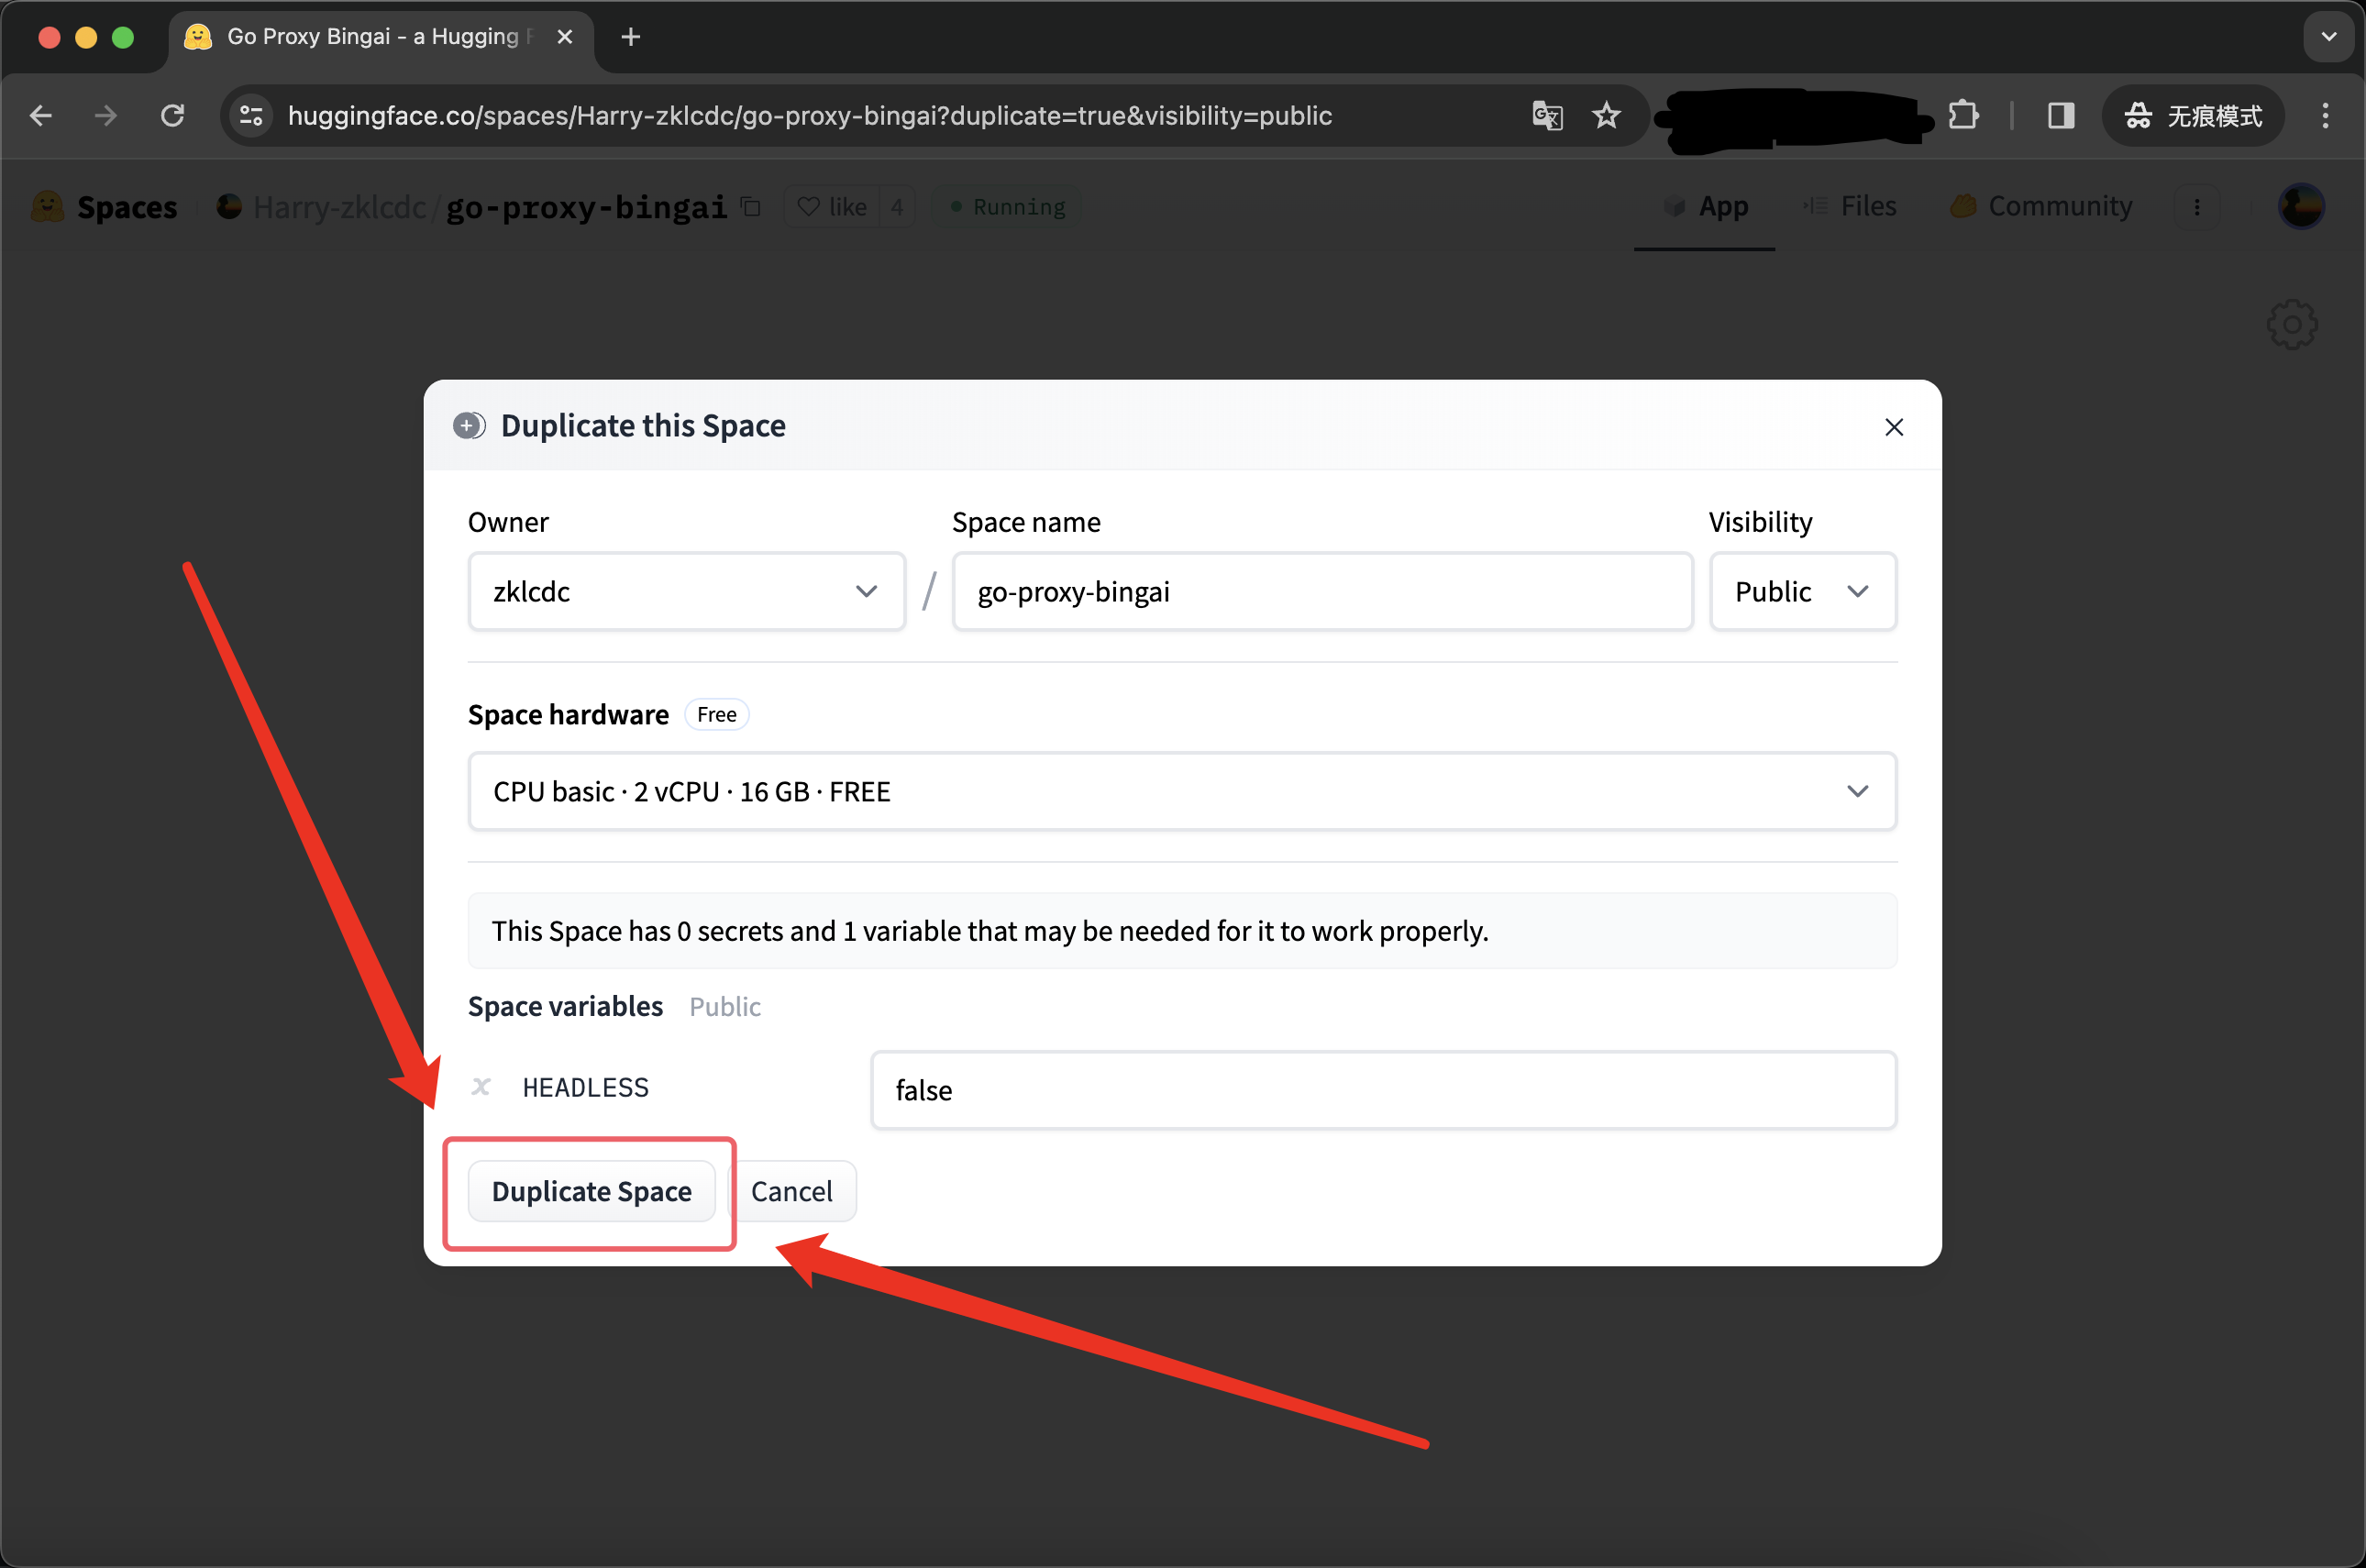 Go Proxy Bingai - a Hugging F
huggingface.co/spaces/Harry-zklcdc/go-proxy-bingai?duplicate=true&visibility=public
无痕模式
Spaces
Harry-zklcdc/go-proxy-bingai
like 4
Running
App
Files
Community
Duplicate this Space
Owner
Space name
Visibility
zklcdc
/
go-proxy-bingai
Public
Space hardware Free
CPU basic · 2 vCPU · 16 GB · FREE
This Space has 0 secrets and 1 variable that may be needed for it to work properly.
Space variables Public
HEADLESS
false
Duplicate Space
Cancel